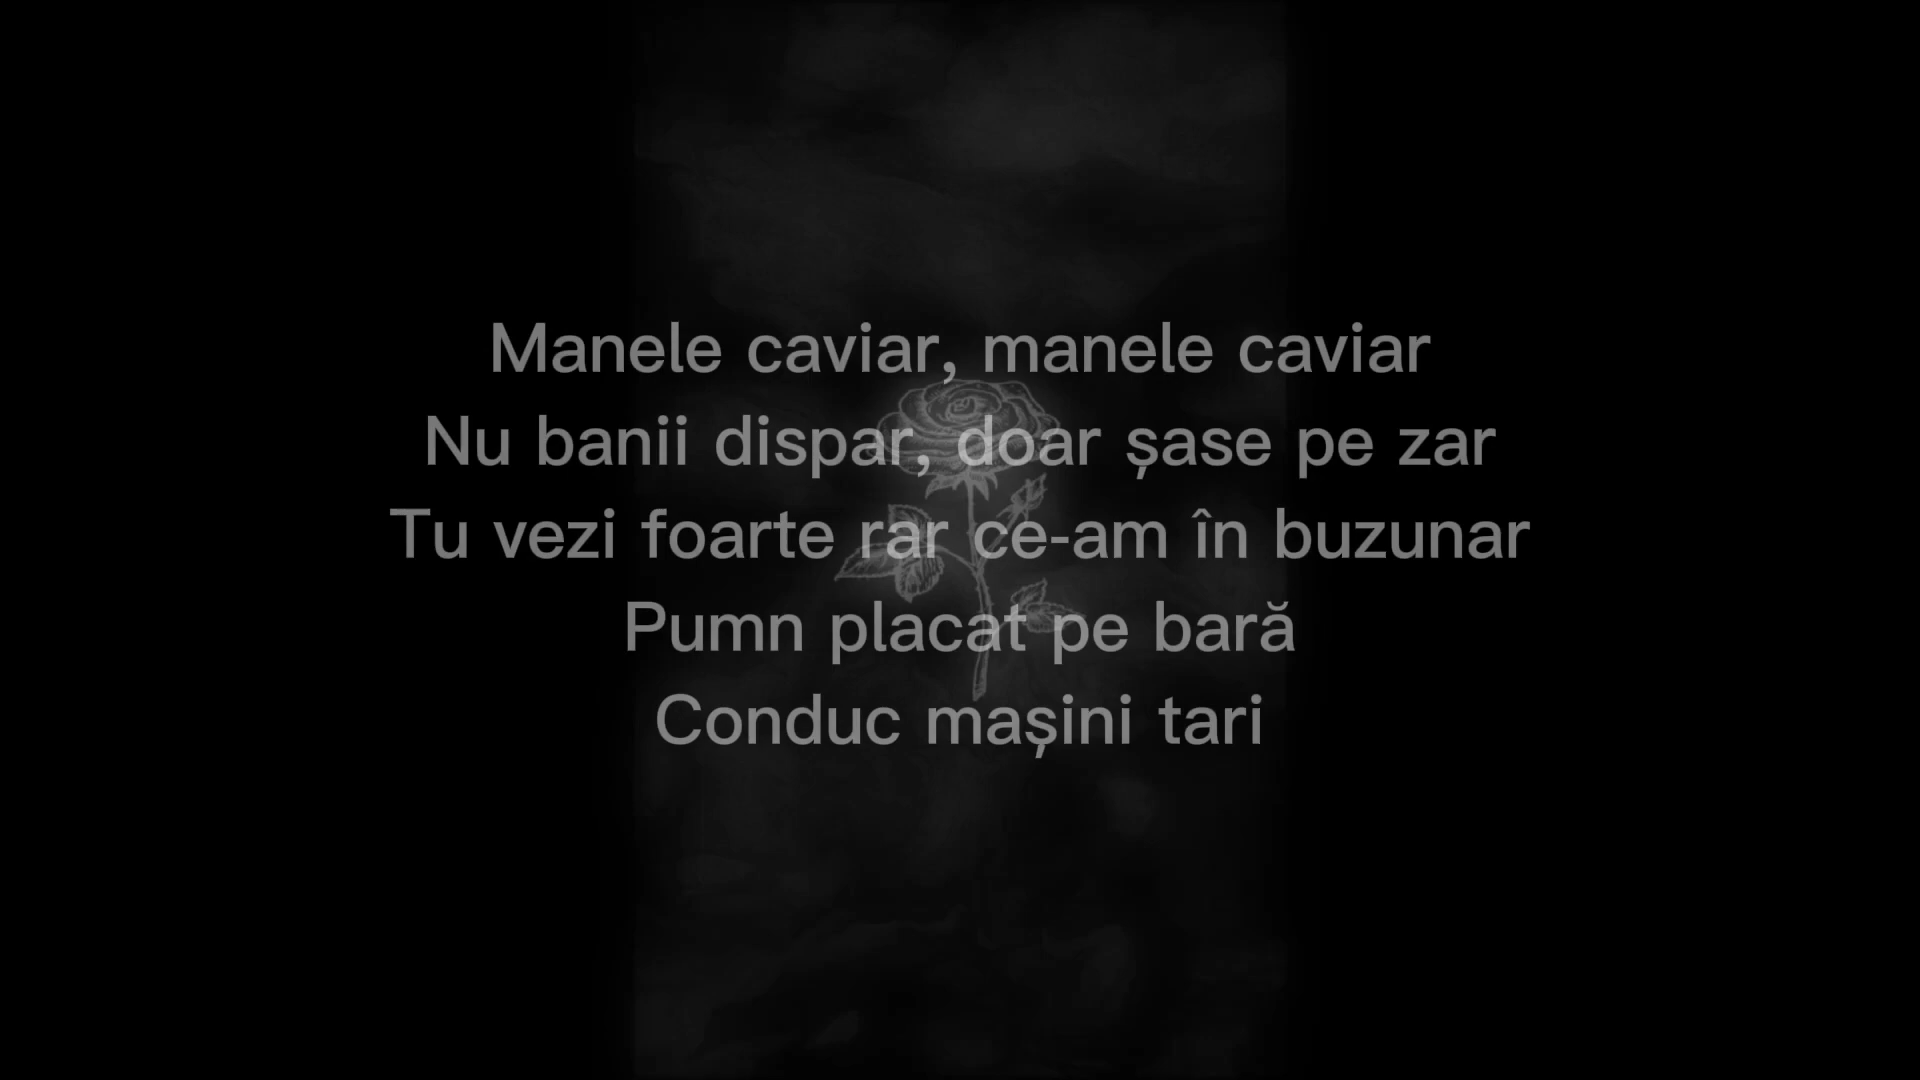 Manele caviar, manele caviar
Nu banii dispar, doar șase pe zar
Tu vezi foarte rar ce-am în buzunar
Pumn placat pe bară
Conduc mașini tari